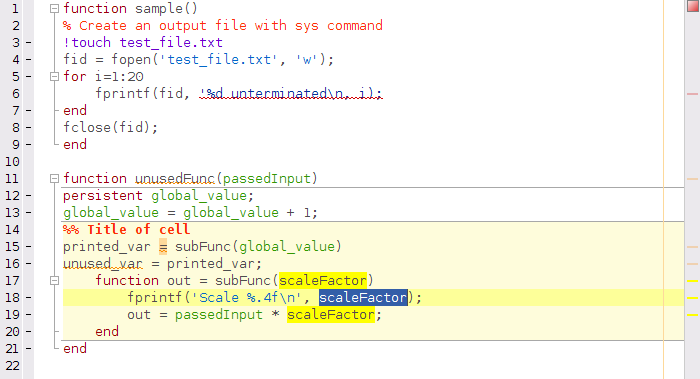 1 function sample()
2 % Create an output file with sys command
3 - !touch test_file.txt
4 - fid = fopen('test_file.txt', 'w');
5 - for i=1:20
6 - fprintf(fid, '%d unterminated\n, i);
7 - end
8 - fclose(fid);
9 - end
10
11 function unusedFunc(passedInput)
12 - persistent global_value;
13 - global_value = global_value + 1;
14 %% Title of cell
15 - printed_var = subFunc(global_value)
16 - unused_var = printed_var;
17 function out = subFunc(scaleFactor)
18 - fprintf('Scale %.4f\n', scaleFactor);
19 - out = passedInput * scaleFactor;
20 - end
21 - end
22